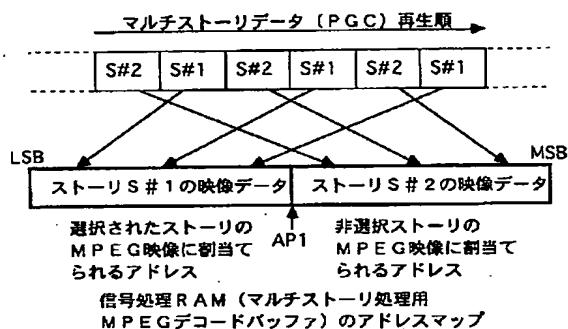 マルチストーリデータ（ＰＧＣ）再生順
S#2 S#1 S#2 S#1 S#2 S#1
LSB MSB
ストーリＳ＃１の映像データ ストーリＳ＃２の映像データ
選択されたストーリの
ＭＰＥＧ映像に割当て
られるアドレス
AP1
非選択ストーリの
ＭＰＥＧ映像に割当て
られるアドレス
信号処理ＲＡＭ（マルチストーリ処理用
ＭＰＥＧデコードバッファ）のアドレスマップ